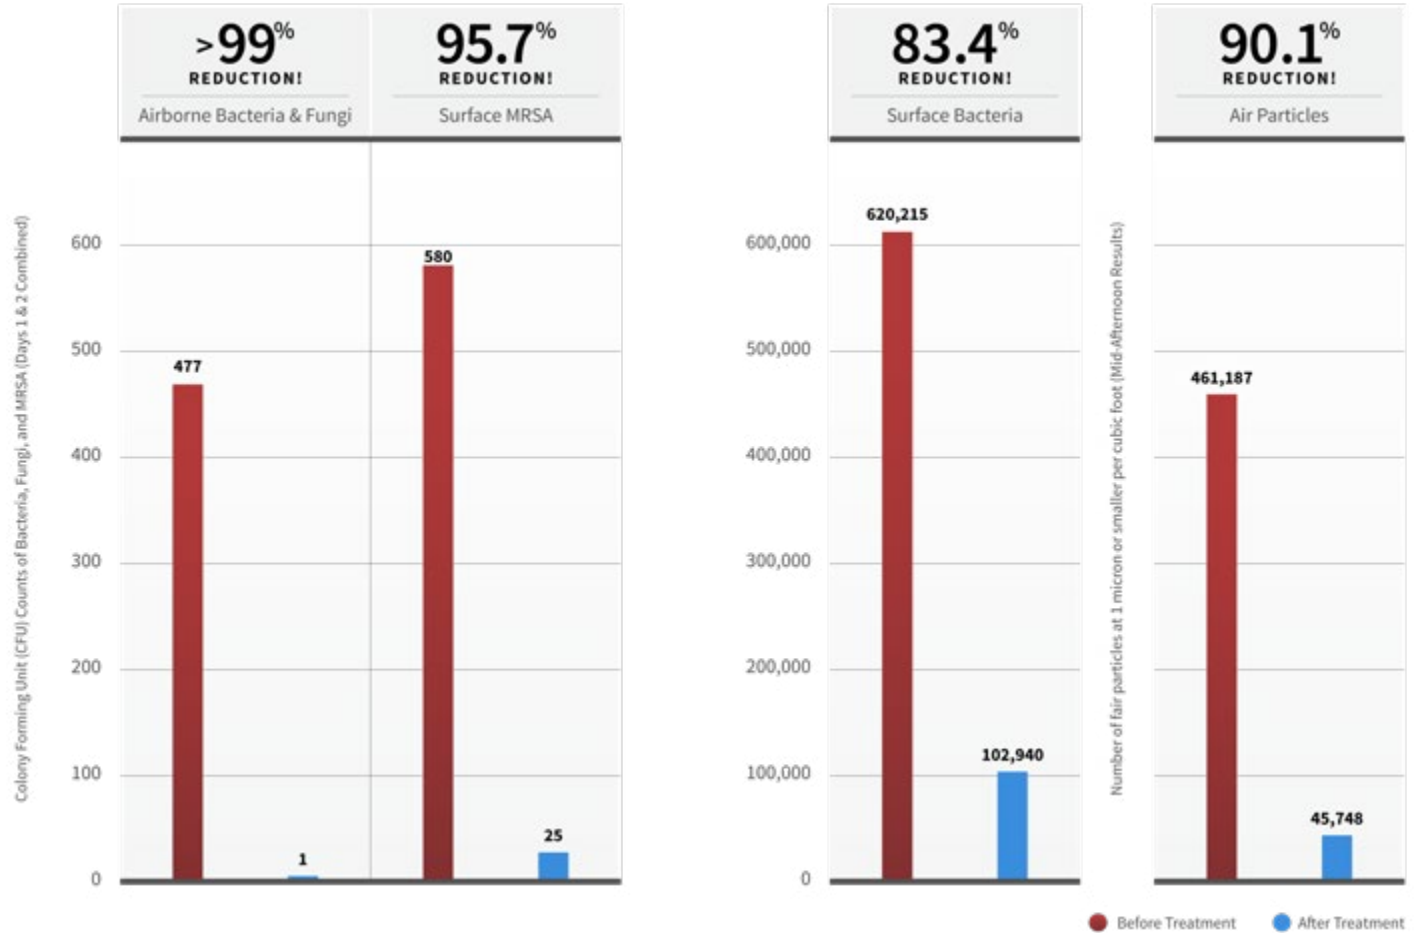 >99%
REDUCTION!
Airborne Bacteria & Fungi
95.7%
REDUCTION!
Surface MRSA
83.4%
REDUCTION!
Surface Bacteria
90.1%
REDUCTION!
Air Particles
Colony Forming Unit (CFU) Counts of Bacteria, Fungi, and MRSA (Days 1 & 2 Combined)
600
500
400
300
200
100
0
477
1
580
25
600,000
500,000
400,000
300,000
200,000
100,000
0
620,215
102,940
Number of fair particles at 1 micron or smaller per cubic foot (Mid-Afternoon Results)
461,187
45,748
Before Treatment
After Treatment